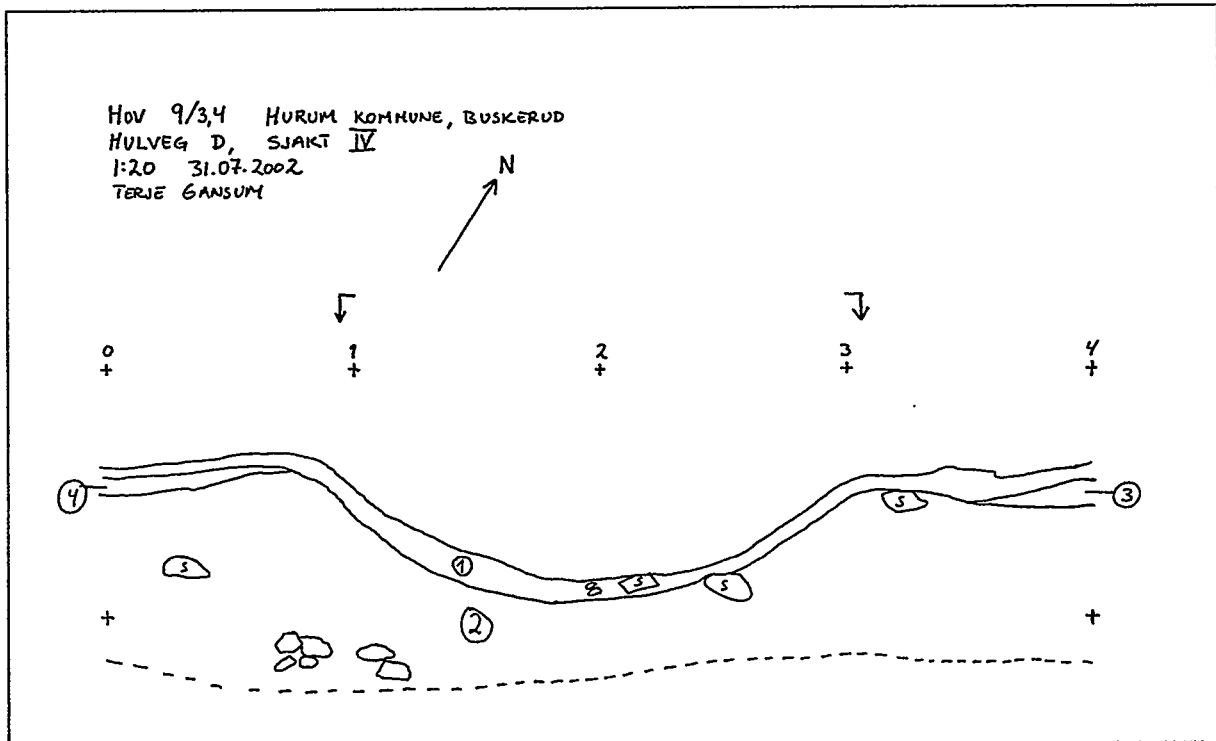 HOV 9/3,4 HURUM KOMMUNE, BUSKERUD
HULVEG D, SJAKT IV
1:20 31.07.2002
TERJE GANSUM
N
0 1 2 3 4
4 3
S
1 8 S S S
2